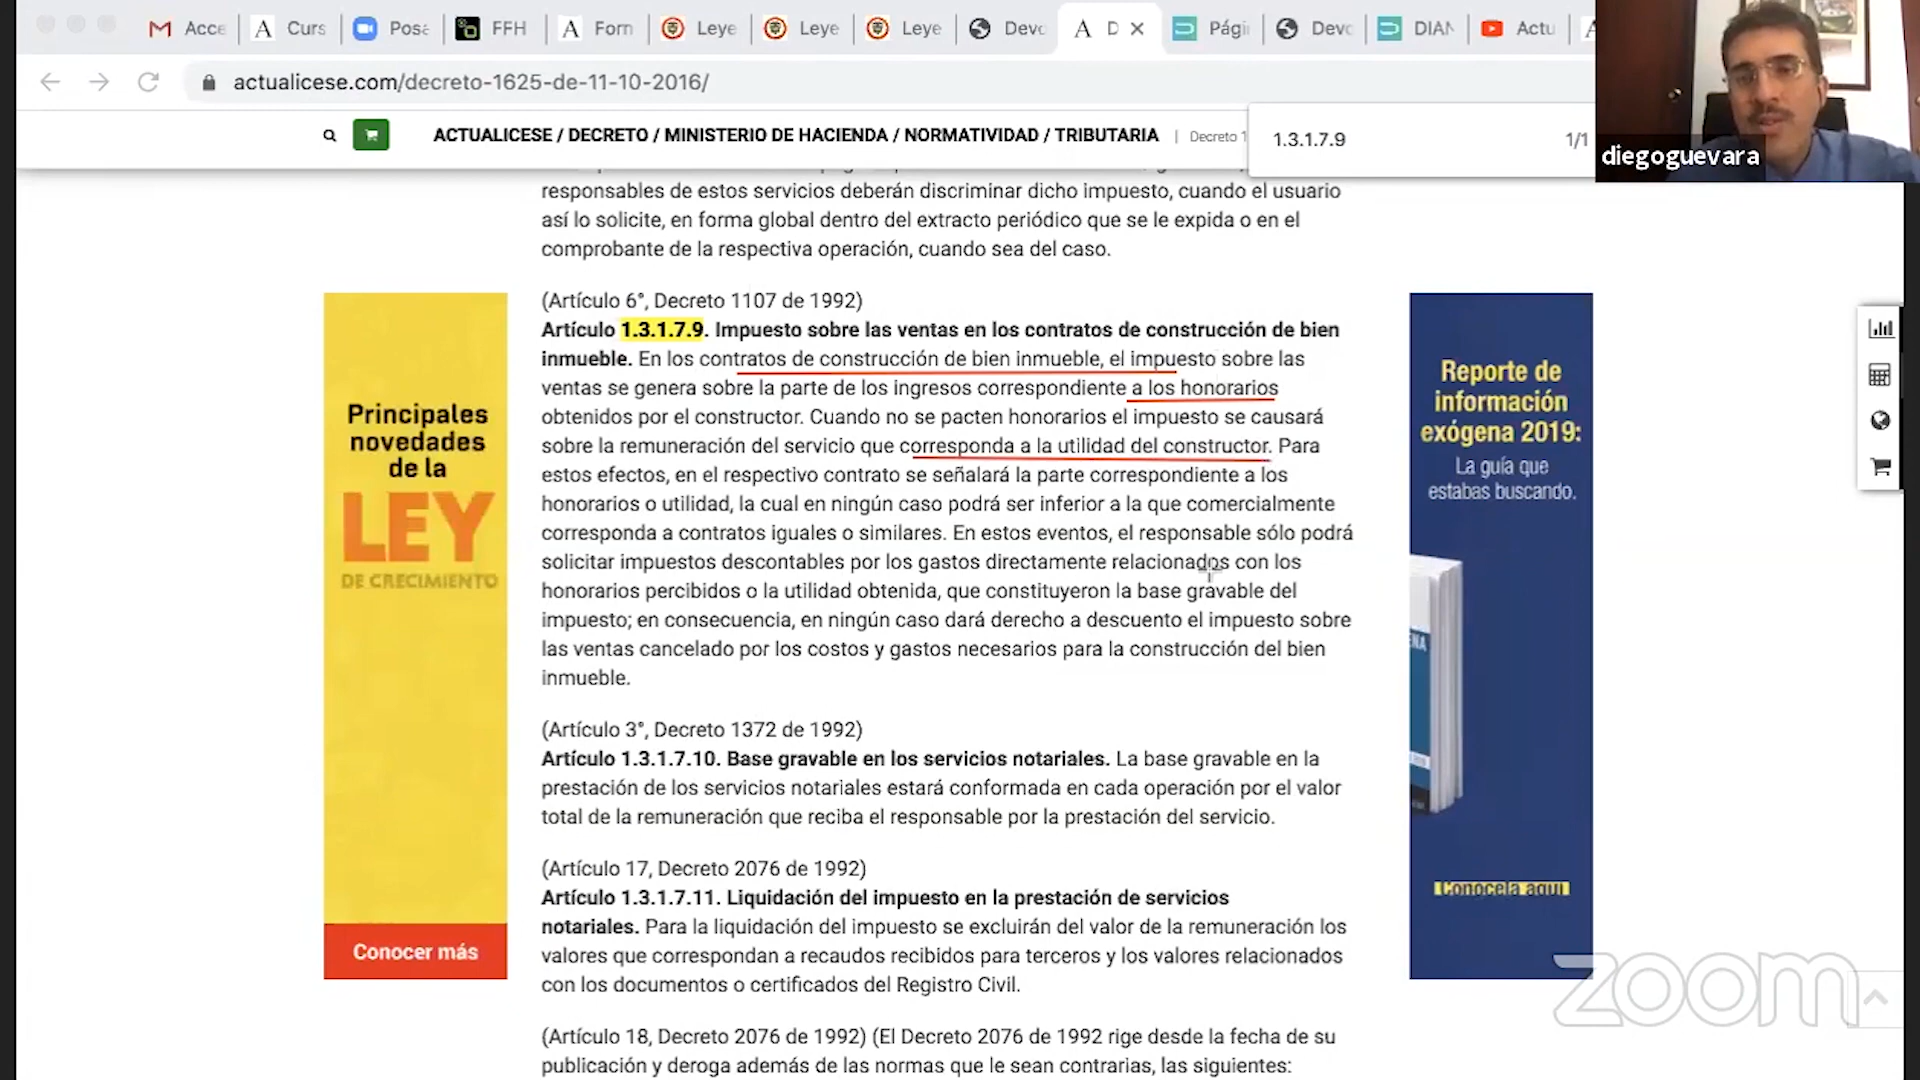 Acce
Curs
Posa
FFH
Forn
Leye
Leye
Leye
Devo
D
Pági
Devo
DIAN
Actu
actualicese.com/decreto-1625-de-11-10-2016/
ACTUALICESE / DECRETO / MINISTERIO DE HACIENDA / NORMATIVIDAD / TRIBUTARIA | Decreto 1
1.3.1.7.9 1/1
diegoguevara
responsables de estos servicios deberán discriminar dicho impuesto, cuando el usuario
así lo solicite, en forma global dentro del extracto periódico que se le expida o en el
comprobante de la respectiva operación, cuando sea del caso.
(Artículo 6°, Decreto 1107 de 1992)
Artículo 1.3.1.7.9. Impuesto sobre las ventas en los contratos de construcción de bien
inmueble. En los contratos de construcción de bien inmueble, el impuesto sobre las
ventas se genera sobre la parte de los ingresos correspondiente a los honorarios
obtenidos por el constructor. Cuando no se pacten honorarios el impuesto se causará
sobre la remuneración del servicio que corresponda a la utilidad del constructor. Para
estos efectos, en el respectivo contrato se señalará la parte correspondiente a los
honorarios o utilidad, la cual en ningún caso podrá ser inferior a la que comercialmente
corresponda a contratos iguales o similares. En estos eventos, el responsable sólo podrá
solicitar impuestos descontables por los gastos directamente relacionados con los
honorarios percibidos o la utilidad obtenida, que constituyeron la base gravable del
impuesto; en consecuencia, en ningún caso dará derecho a descuento el impuesto sobre
las ventas cancelado por los costos y gastos necesarios para la construcción del bien
inmueble.
(Artículo 3°, Decreto 1372 de 1992)
Artículo 1.3.1.7.10. Base gravable en los servicios notariales. La base gravable en la
prestación de los servicios notariales estará conformada en cada operación por el valor
total de la remuneración que reciba el responsable por la prestación del servicio.
(Artículo 17, Decreto 2076 de 1992)
Artículo 1.3.1.7.11. Liquidación del impuesto en la prestación de servicios
notariales. Para la liquidación del impuesto se excluirán del valor de la remuneración los
valores que correspondan a recaudos recibidos para terceros y los valores relacionados
con los documentos o certificados del Registro Civil.
(Artículo 18, Decreto 2076 de 1992) (El Decreto 2076 de 1992 rige desde la fecha de su
publicación y deroga además de las normas que le sean contrarias, las siguientes:
Principales
novedades
de la
LEY
DE CRECIMIENTO
Conocer más
Reporte de
información
exógena 2019:
La guía que
estabas buscando.
Conócela aquí
zoom